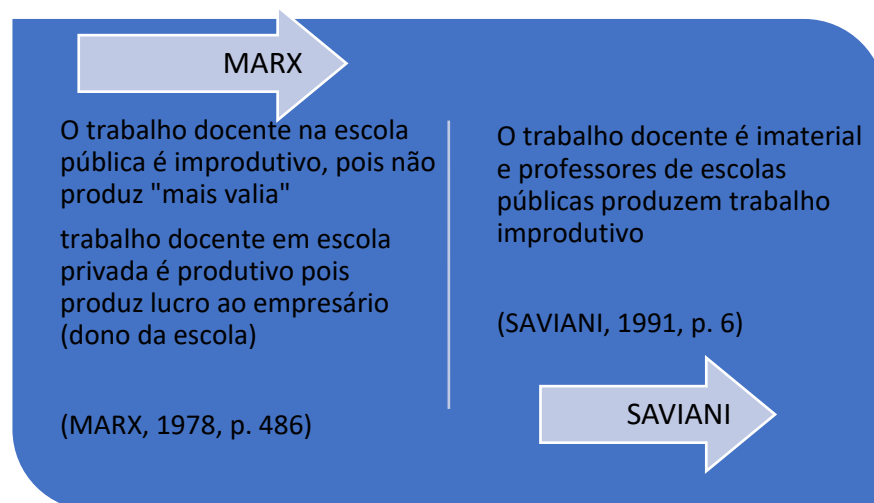 MARX
O trabalho docente na escola
pública é improdutivo, pois não
produz "mais valia"
trabalho docente em escola
privada é produtivo pois
produz lucro ao empresário
(dono da escola)
(MARX, 1978, p. 486)
O trabalho docente é imaterial
e professores de escolas
públicas produzem trabalho
improdutivo
(SAVIANI, 1991, p. 6)
SAVIANI